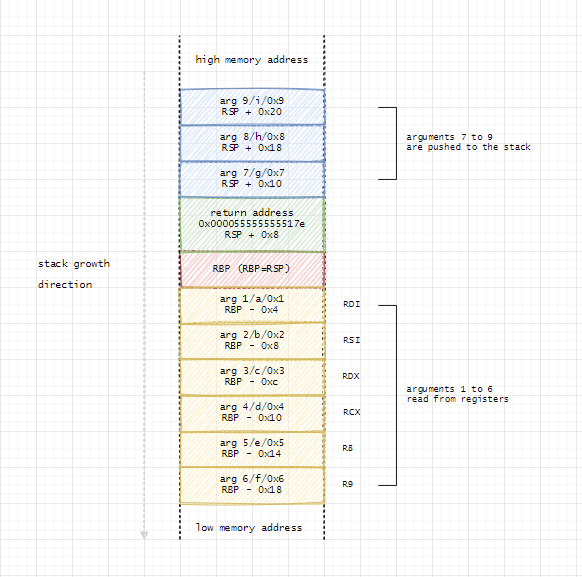 high memory address
arg 9/i/0x9
RSP + 0x20
arg 8/h/0x8
RSP + 0x18
arg 7/g/0x7
RSP + 0x10
arguments 7 to 9
are pushed to the stack
return address
0x000055555555517e
RSP + 0x8
stack growth
direction
RBP (RBP=RSP)
arg 1/a/0x1
RBP - 0x4
RDI
arg 2/b/0x2
RBP - 0x8
RSI
arg 3/c/0x3
RBP - 0xc
RDX
arguments 1 to 6
read from registers
arg 4/d/0x4
RBP - 0x10
RCX
arg 5/e/0x5
RBP - 0x14
R8
arg 6/f/0x6
RBP - 0x18
R9
low memory address